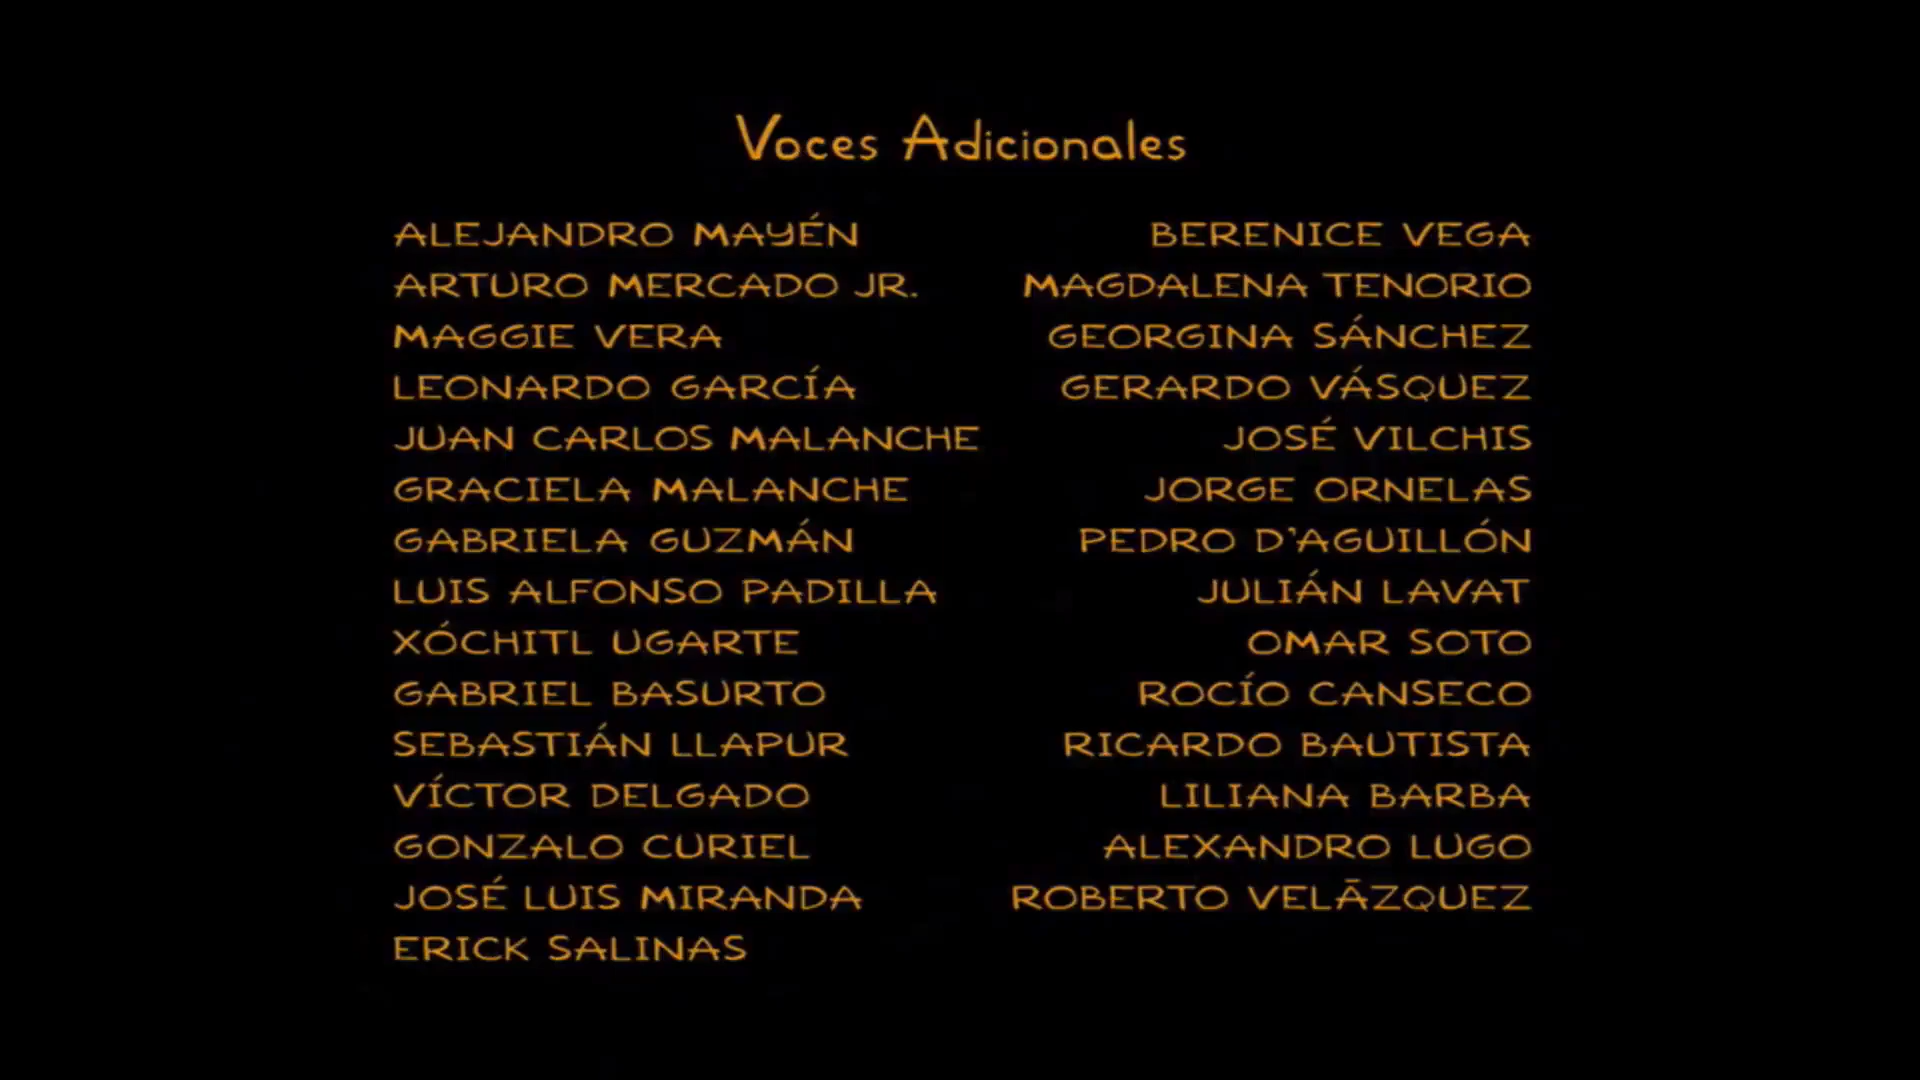 Voces Adicionales
ALEJANDRO MAYÉN BERENICE VEGA
ARTURO MERCADO JR. MAGDALENA TENORIO
MAGGIE VERA GEORGINA SÁNCHEZ
LEONARDO GARCÍA GERARDO VÁSQUEZ
JUAN CARLOS MALANCHE JOSÉ VILCHIS
GRACIELA MALANCHE JORGE ORNELAS
GABRIELA GUZMÁN PEDRO D'AGUILLÓN
LUIS ALFONSO PADILLA JULIÁN LAVAT
XÓCHITL UGARTE OMAR SOTO
GABRIEL BASURTO ROCÍO CANSECO
SEBASTIÁN LLAPUR RICARDO BAUTISTA
VÍCTOR DELGADO LILIANA BARBA
GONZALO CURIEL ALEXANDRO LUGO
JOSÉ LUIS MIRANDA ROBERTO VELĀZQUEZ
ERICK SALINAS